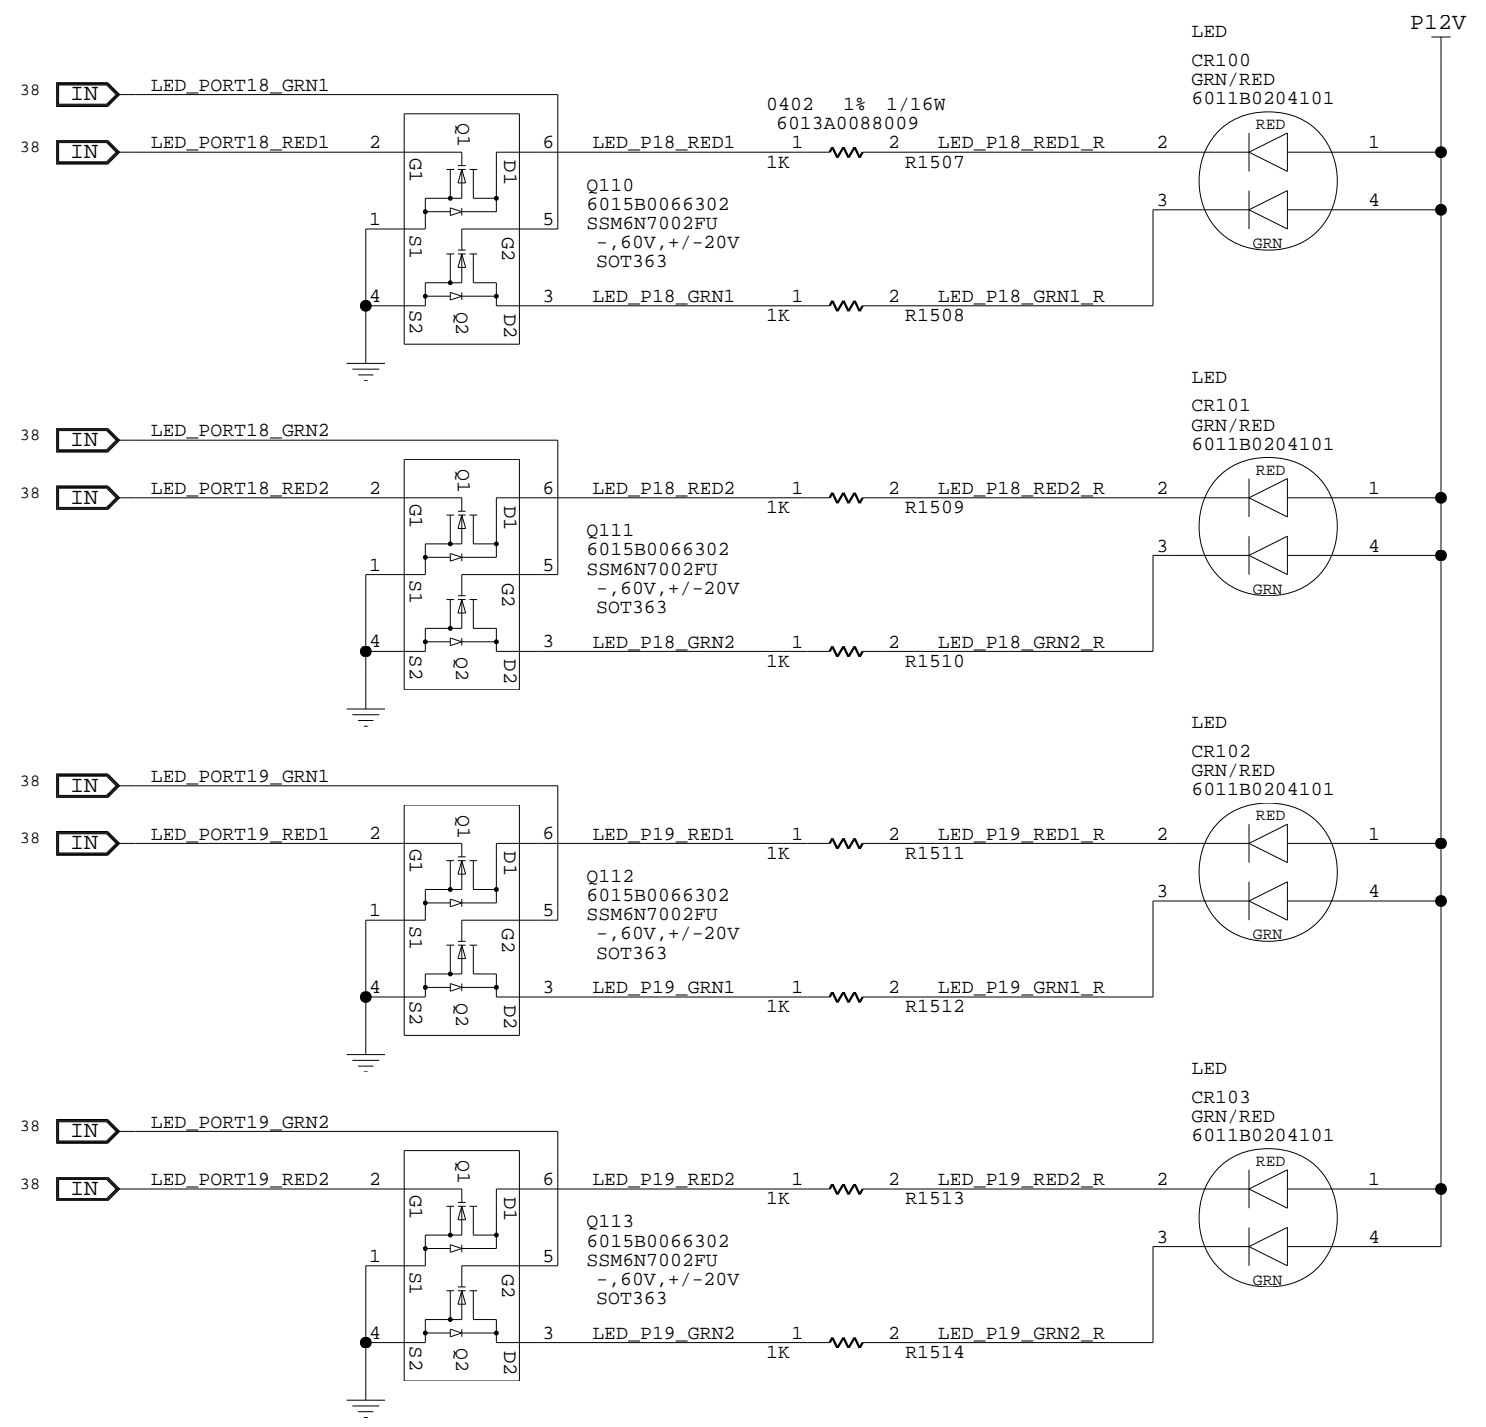 P12V
LED
CR100
GRN/RED
6011B0204101
38 IN LED_PORT18_GRN1
0402 1% 1/16W
6013A0088009
RED
38 IN LED_PORT18_RED1 2 Q1 6 LED_P18_RED1 1 2 LED_P18_RED1_R 2 1
G1 D1 1K R1507
Q110
6015B0066302
SSM6N7002FU
-,60V,+/-20V
SOT363
3 4
1 5
S1 G2
GRN
4 3 LED_P18_GRN1 1 2 LED_P18_GRN1_R
S2 Q2 D2 1K R1508
LED
CR101
GRN/RED
6011B0204101
38 IN LED_PORT18_GRN2
RED
38 IN LED_PORT18_RED2 2 Q1 6 LED_P18_RED2 1 2 LED_P18_RED2_R 2 1
G1 D1 1K R1509
Q111
6015B0066302
SSM6N7002FU
-,60V,+/-20V
SOT363
3 4
1 5
S1 G2
GRN
4 3 LED_P18_GRN2 1 2 LED_P18_GRN2_R
S2 Q2 D2 1K R1510
LED
CR102
GRN/RED
6011B0204101
38 IN LED_PORT19_GRN1
RED
38 IN LED_PORT19_RED1 2 Q1 6 LED_P19_RED1 1 2 LED_P19_RED1_R 2 1
G1 D1 1K R1511
Q112
6015B0066302
SSM6N7002FU
-,60V,+/-20V
SOT363
3 4
1 5
S1 G2
GRN
4 3 LED_P19_GRN1 1 2 LED_P19_GRN1_R
S2 Q2 D2 1K R1512
LED
CR103
GRN/RED
6011B0204101
38 IN LED_PORT19_GRN2
RED
38 IN LED_PORT19_RED2 2 Q1 6 LED_P19_RED2 1 2 LED_P19_RED2_R 2 1
G1 D1 1K R1513
Q113
6015B0066302
SSM6N7002FU
-,60V,+/-20V
SOT363
3 4
1 5
S1 G2
GRN
4 3 LED_P19_GRN2 1 2 LED_P19_GRN2_R
S2 Q2 D2 1K R1514